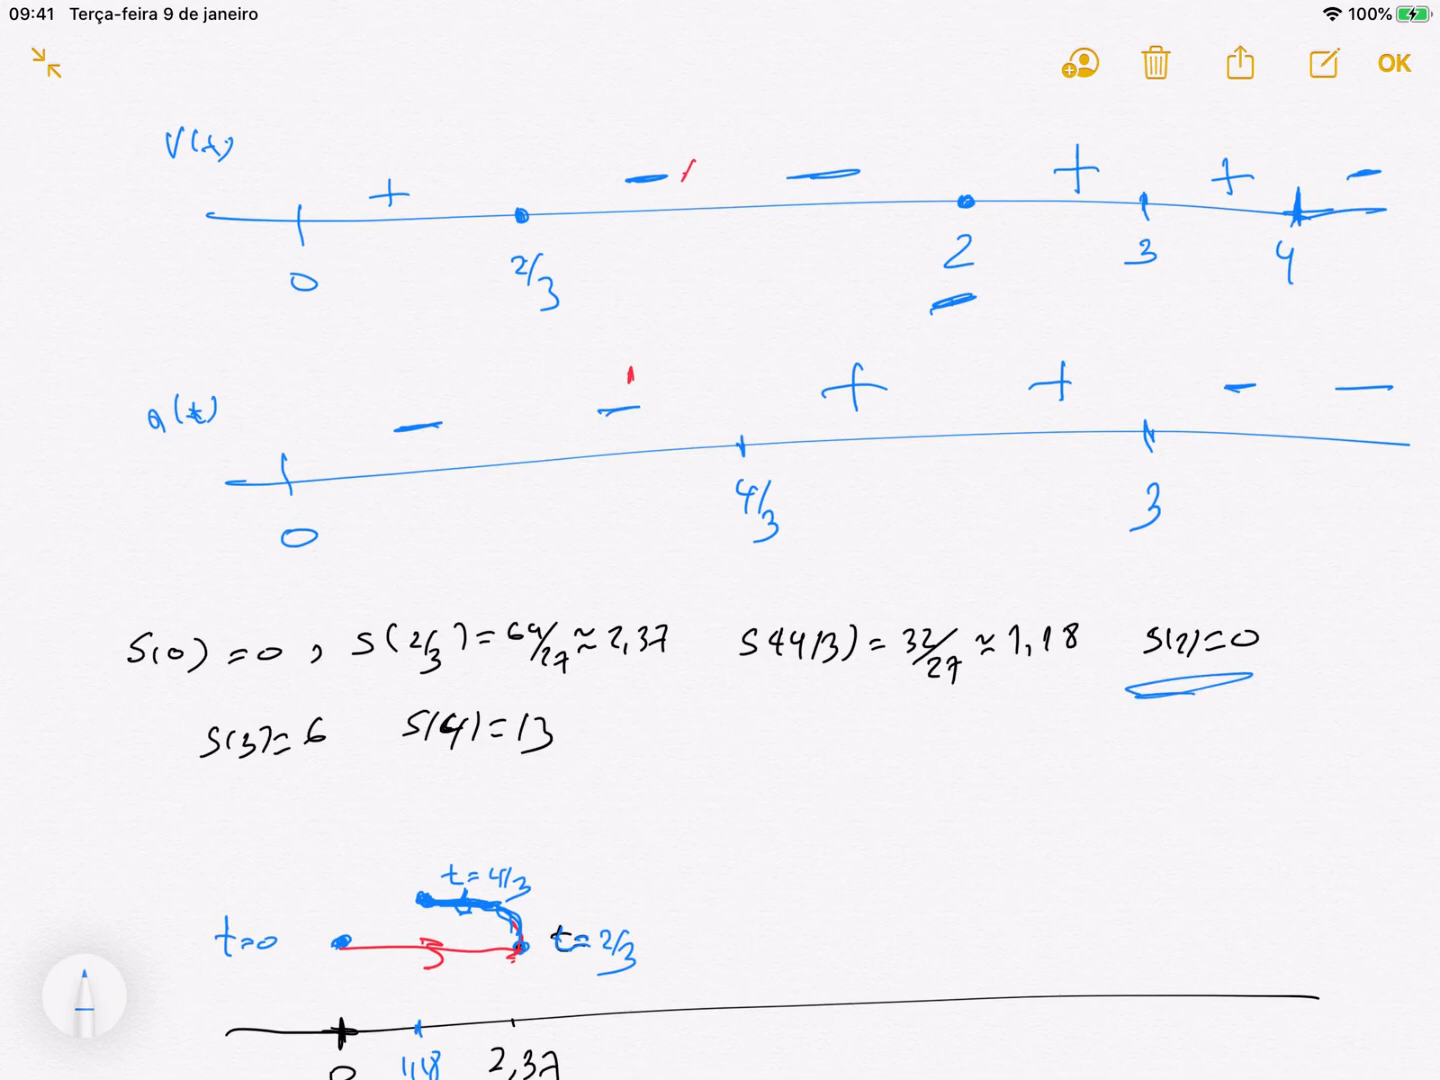 09:41 Terça-feira 9 de janeiro 100%
OK
V(t)
+ − − + + −
0 2/3 2 3 4
a(t)
− − + + − −
0 4/3 3
S(0)=0, S(2/3)=64/27≈2,37 S(4/3)=32/27≈1,18 S(2)=0
S(3)=6 S(4)=13
t=4/3
t=0 t=2/3
0 1,18 2,37